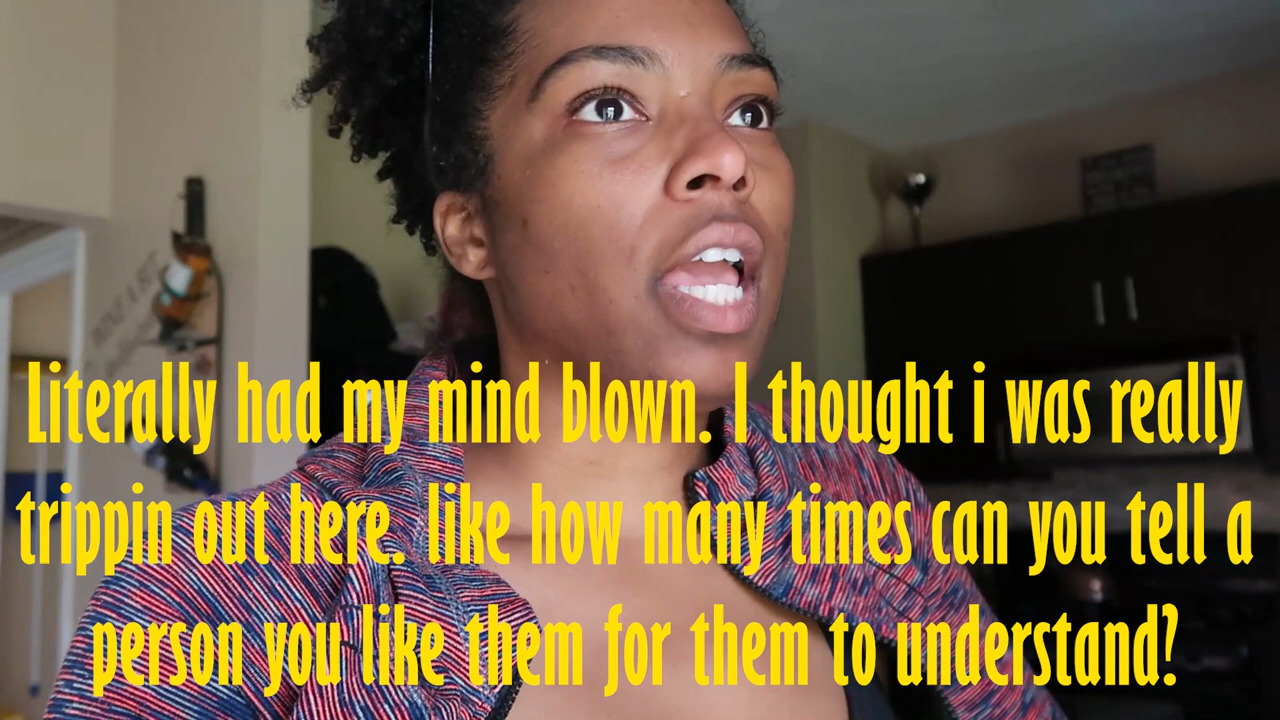 Literally had my mind blown. I thought i was really
trippin out here. like how many times can you tell a
person you like them for them to understand?